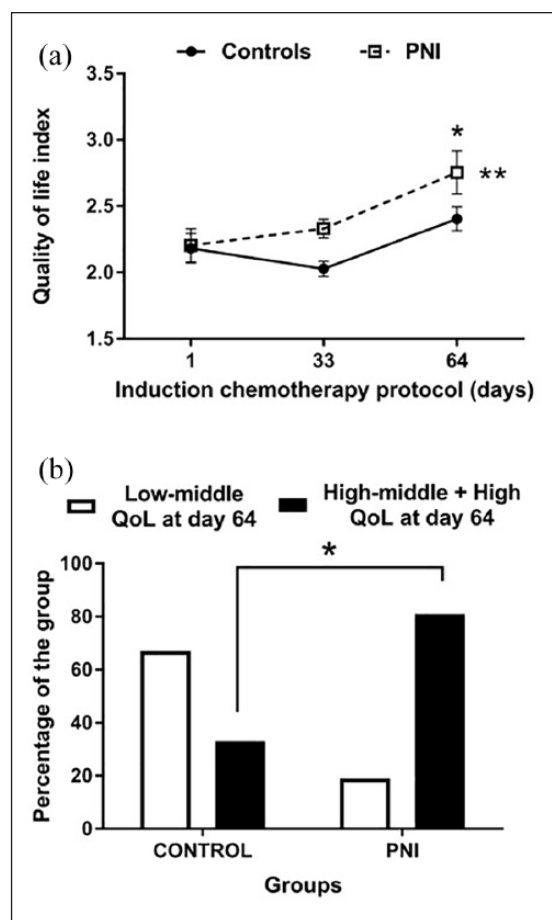 (a)
Controls PNI
Quality of life index
3.5
3.0
2.5
2.0
1.5
*
**
1 33 64
Induction chemotherapy protocol (days)
(b)
Low-middle
QoL at day 64
High-middle + High
QoL at day 64
Percentage of the group
100
80
60
40
20
0
*
CONTROL PNI
Groups